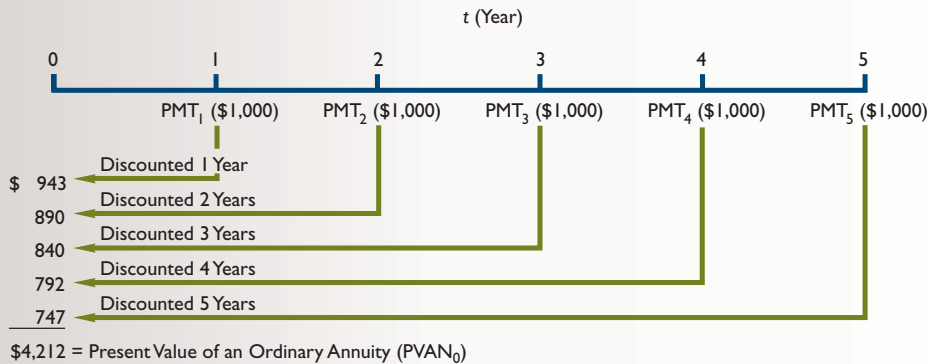 t (Year)
0 1 2 3 4 5
PMT1 ($1,000) PMT2 ($1,000) PMT3 ($1,000) PMT4 ($1,000) PMT5 ($1,000)
Discounted 1 Year
$ 943
Discounted 2 Years
890
Discounted 3 Years
840
Discounted 4 Years
792
Discounted 5 Years
747
$4,212 = Present Value of an Ordinary Annuity (PVAN0)